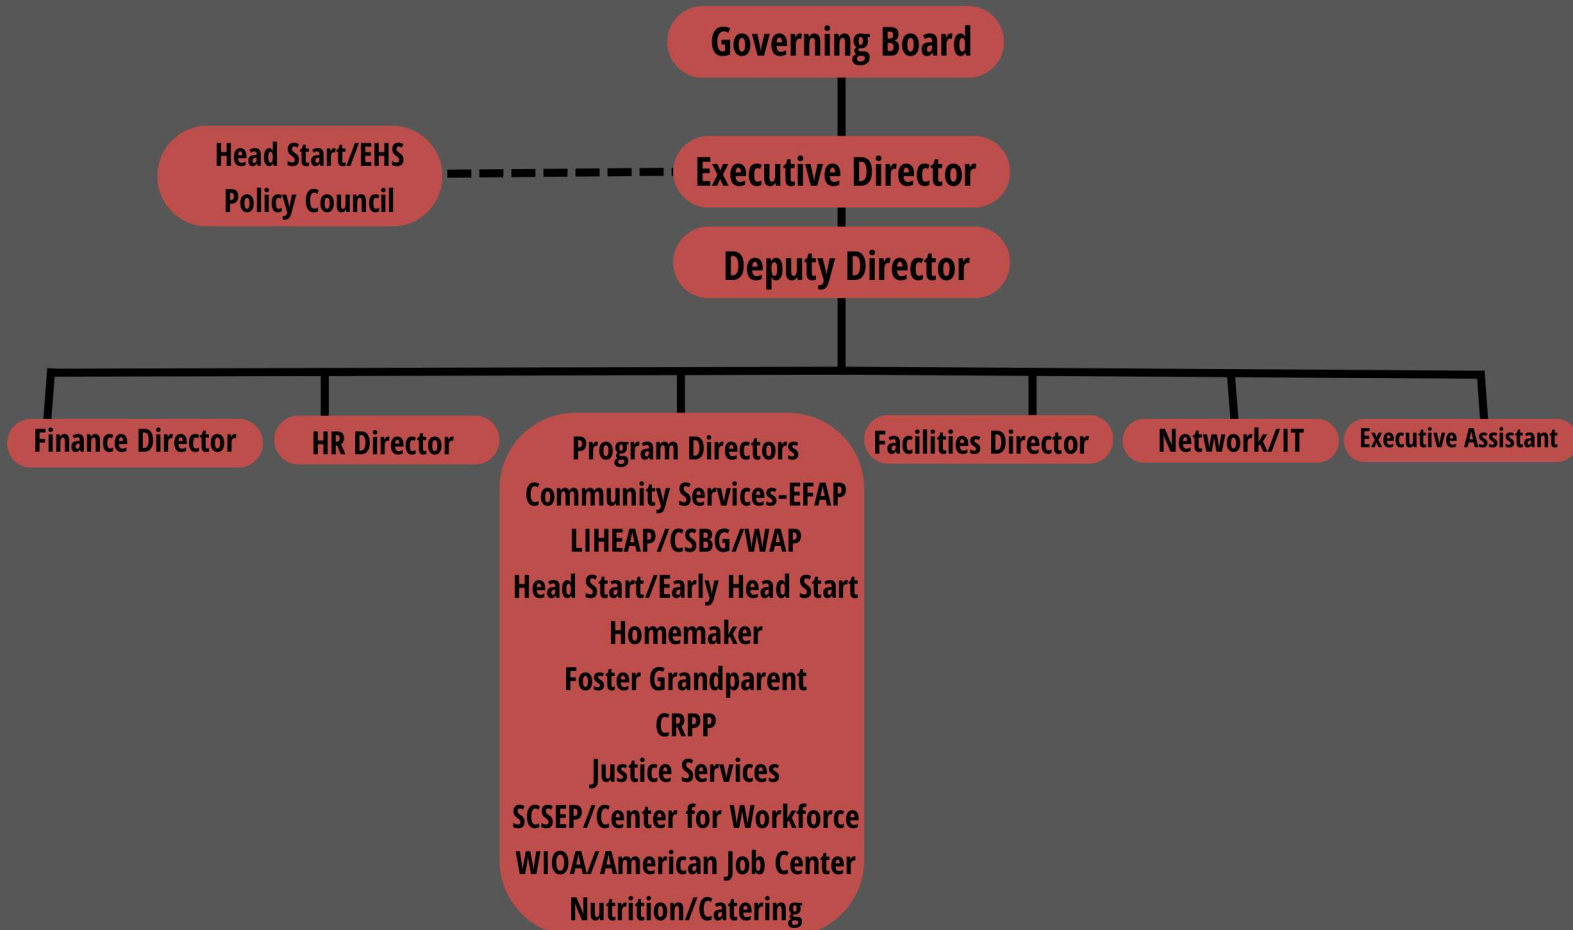 Governing Board
Head Start/EHS
Policy Council
Executive Director
Deputy Director
Finance Director
HR Director
Program Directors
Community Services-EFAP
LIHEAP/CSBG/WAP
Head Start/Early Head Start
Homemaker
Foster Grandparent
CRPP
Justice Services
SCSEP/Center for Workforce
WIOA/American Job Center
Nutrition/Catering
Facilities Director
Network/IT
Executive Assistant